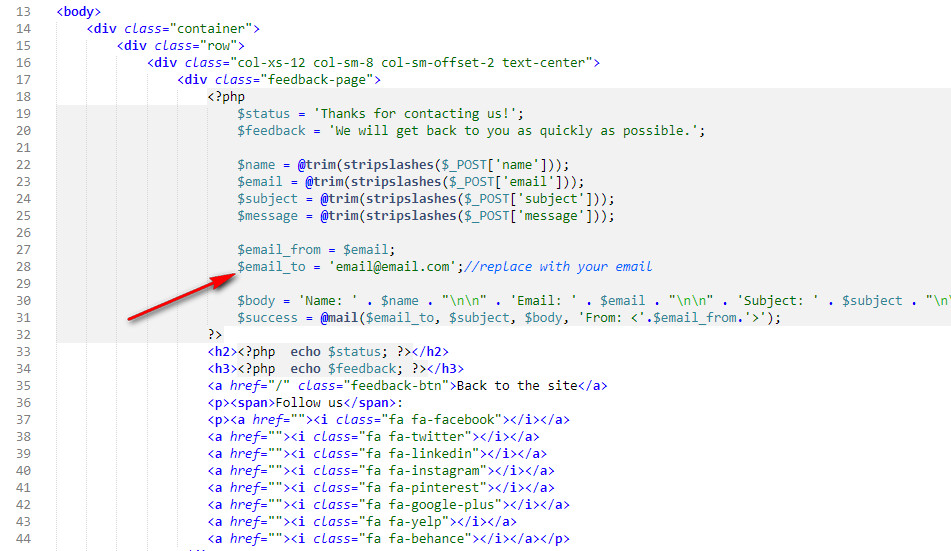 13 <body>
14 <div class="container">
15 <div class="row">
16 <div class="col-xs-12 col-sm-8 col-sm-offset-2 text-center">
17 <div class="feedback-page">
18 <?php
19 $status = 'Thanks for contacting us!';
20 $feedback = 'We will get back to you as quickly as possible.';
21
22 $name = @trim(stripslashes($_POST['name']));
23 $email = @trim(stripslashes($_POST['email']));
24 $subject = @trim(stripslashes($_POST['subject']));
25 $message = @trim(stripslashes($_POST['message']));
26
27 $email_from = $email;
28 $email_to = 'email@email.com';//replace with your email
29
30 $body = 'Name: ' . $name . "\n\n" . 'Email: ' . $email . "\n\n" . 'Subject: ' . $subject . "\n\
31 $success = @mail($email_to, $subject, $body, 'From: <'.$email_from.'>');
32 ?>
33 <h2><?php  echo $status; ?></h2>
34 <h3><?php  echo $feedback; ?></h3>
35 <a href="/" class="feedback-btn">Back to the site</a>
36 <p><span>Follow us</span>:
37 <p><a href=""><i class="fa fa-facebook"></i></a>
38 <a href=""><i class="fa fa-twitter"></i></a>
39 <a href=""><i class="fa fa-linkedin"></i></a>
40 <a href=""><i class="fa fa-instagram"></i></a>
41 <a href=""><i class="fa fa-pinterest"></i></a>
42 <a href=""><i class="fa fa-google-plus"></i></a>
43 <a href=""><i class="fa fa-yelp"></i></a>
44 <a href=""><i class="fa fa-behance"></i></a></p>